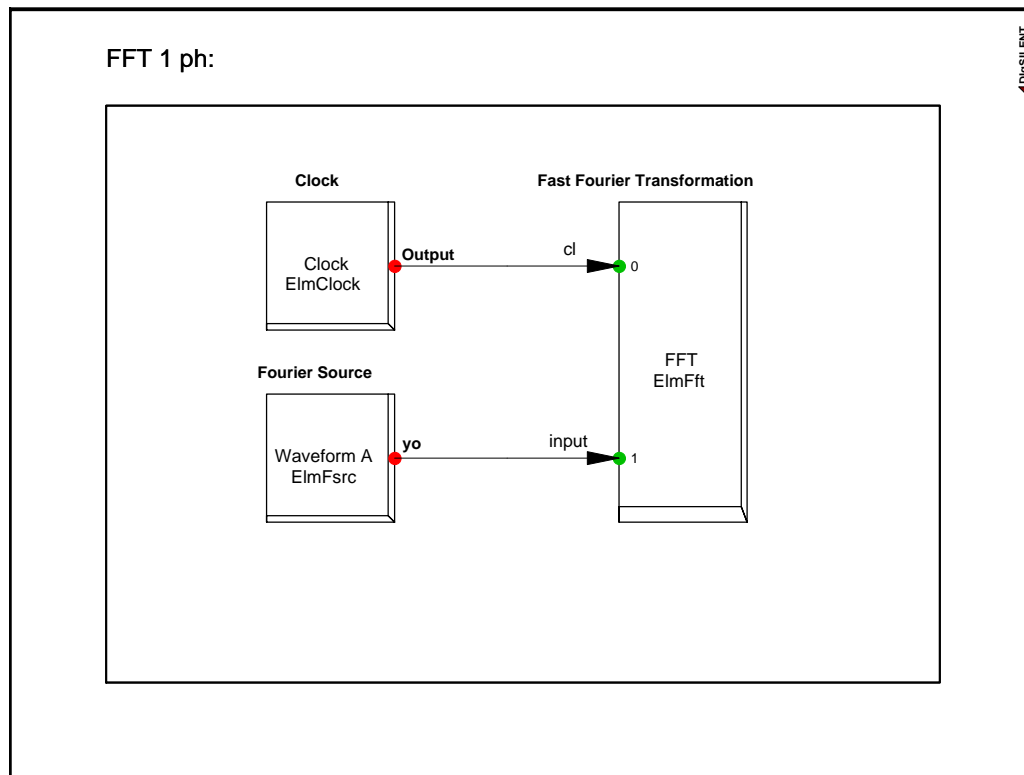 FFT 1 ph:
DIgSILENT
Clock
Fast Fourier Transformation
Output
cl
0
Clock
ElmClock
FFT
ElmFft
Fourier Source
yo
input
1
Waveform A
ElmFsrc